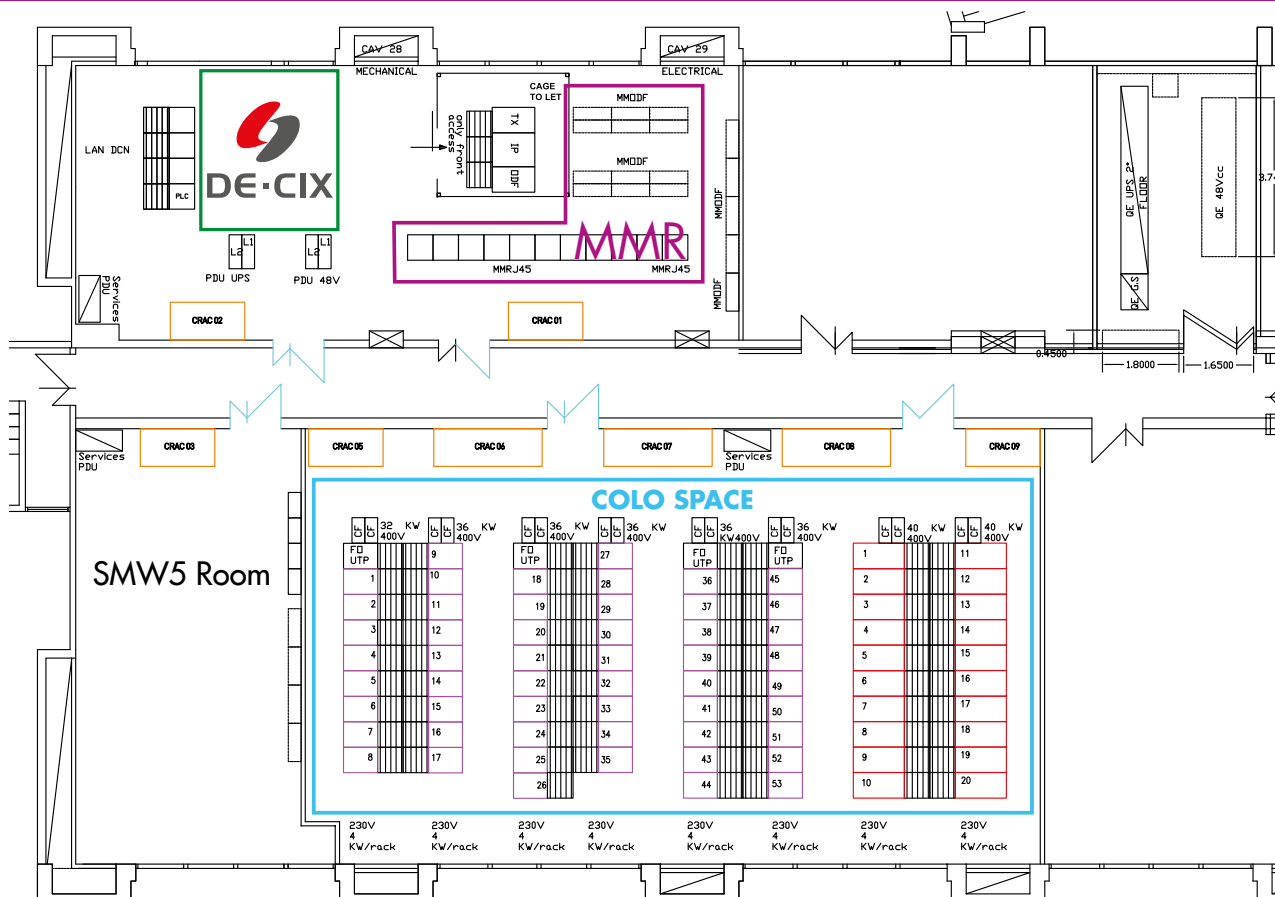 CAV 28
CAV 29
MECHANICAL
ELECTRICAL
CAGE
TO LET
MMODF
LAN DCN
PLC
DE-CIX
only front
access
TX
IP
ODF
MMODF
MMODF
MMODF
MMR
MMRJ45
MMRJ45
L1
L2
L1
L2
PDU UPS
PDU 48V
Services
PDU
CRAC 02
CRAC 01
QE UPS 2°
FLOOR
QE 48Vcc
QE G.S
3.74
0.4500
1.8000
1.6500
Services
PDU
CRAC 03
CRAC 05
CRAC 06
CRAC 07
Services
PDU
CRAC 08
CRAC 09
COLO SPACE
SMW5 Room
CF
CF
32 KW
400V
CF
CF
36 KW
400V
CF
CF
36 KW
400V
CF
CF
36 KW
400V
CF
CF
36
KW400V
CF
CF
36 KW
400V
CF
CF
40 KW
400V
CF
CF
40 KW
400V
FO
UTP
1
2
3
4
5
6
7
8
9
10
11
12
13
14
15
16
17
FO
UTP
18
19
20
21
22
23
24
25
26
27
28
29
30
31
32
33
34
35
FO
UTP
36
37
38
39
40
41
42
43
44
FO
UTP
45
46
47
48
49
50
51
52
53
1
2
3
4
5
6
7
8
9
10
11
12
13
14
15
16
17
18
19
20
230V
4
KW/rack
230V
4
KW/rack
230V
4
KW/rack
230V
4
KW/rack
230V
4
KW/rack
230V
4
KW/rack
230V
4
KW/rack
230V
4
KW/rack